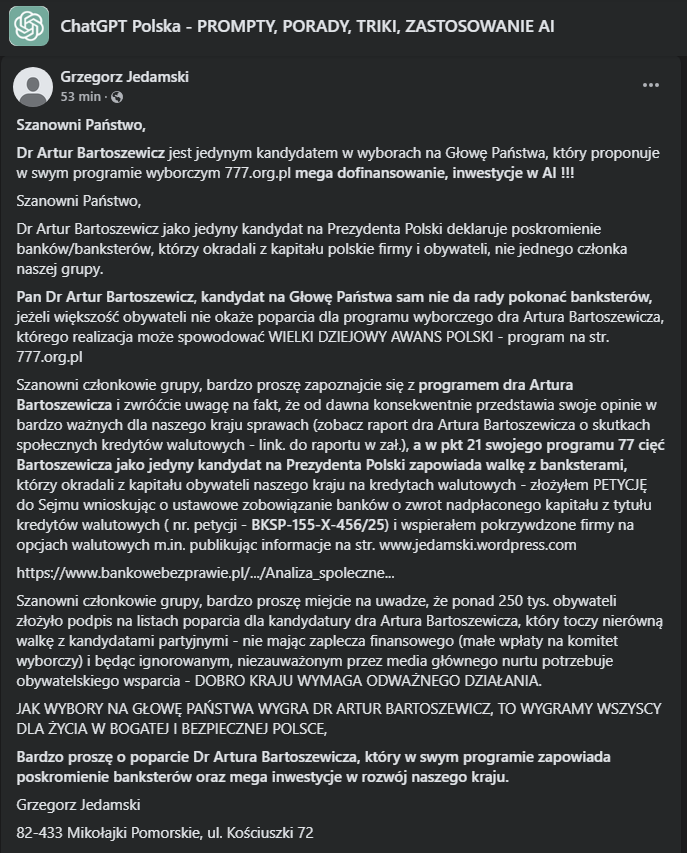 ChatGPT Polska - PROMPTY, PORADY, TRIKI, ZASTOSOWANIE AI
Grzegorz Jedamski
53 min ·
Szanowni Państwo,
Dr Artur Bartoszewicz jest jedynym kandydatem w wyborach na Głowę Państwa, który proponuje
w swym programie wyborczym 777.org.pl mega dofinansowanie, inwestycje w AI !!!
Szanowni Państwo,
Dr Artur Bartoszewicz jako jedyny kandydat na Prezydenta Polski deklaruje poskromienie
banków/banksterów, którzy okradali z kapitału polskie firmy i obywateli, nie jednego członka
naszej grupy.
Pan Dr Artur Bartoszewicz, kandydat na Głowę Państwa sam nie da rady pokonać banksterów,
jeżeli większość obywateli nie okaże poparcia dla programu wyborczego dra Artura Bartoszewicza,
którego realizacja może spowodować WIELKI DZIEJOWY AWANS POLSKI - program na str.
777.org.pl
Szanowni członkowie grupy, bardzo proszę zapoznajcie się z programem dra Artura
Bartoszewicza i zwróćcie uwagę na fakt, że od dawna konsekwentnie przedstawia swoje opinie w
bardzo ważnych dla naszego kraju sprawach (zobacz raport dra Artura Bartoszewicza o skutkach
społecznych kredytów walutowych - link. do raportu w zał.), a w pkt 21 swojego programu 77 cięć
Bartoszewicza jako jedyny kandydat na Prezydenta Polski zapowiada walkę z banksterami,
którzy okradali z kapitału obywateli naszego kraju na kredytach walutowych - złożyłem PETYCJĘ
do Sejmu wnioskując o ustawowe zobowiązanie banków o zwrot nadpłaconego kapitału z tytułu
kredytów walutowych ( nr. petycji - BKSP-155-X-456/25) i wspierałem pokrzywdzone firmy na
opcjach walutowych m.in. publikując informacje na str. www.jedamski.wordpress.com
https://www.bankowebezprawie.pl/.../Analiza_spoleczne...
Szanowni członkowie grupy, bardzo proszę miejcie na uwadze, że ponad 250 tys. obywateli
złożyło podpis na listach poparcia dla kandydatury dra Artura Bartoszewicza, który toczy nierówną
walkę z kandydatami partyjnymi - nie mając zaplecza finansowego (małe wpłaty na komitet
wyborczy) i będąc ignorowanym, niezauważonym przez media głównego nurtu potrzebuje
obywatelskiego wsparcia - DOBRO KRAJU WYMAGA ODWAŻNEGO DZIAŁANIA.
JAK WYBORY NA GŁOWĘ PAŃSTWA WYGRA DR ARTUR BARTOSZEWICZ, TO WYGRAMY WSZYSCY
DLA ŻYCIA W BOGATEJ I BEZPIECZNEJ POLSCE,
Bardzo proszę o poparcie Dr Artura Bartoszewicza, który w swym programie zapowiada
poskromienie banksterów oraz mega inwestycje w rozwój naszego kraju.
Grzegorz Jedamski
82-433 Mikołajki Pomorskie, ul. Kościuszki 72